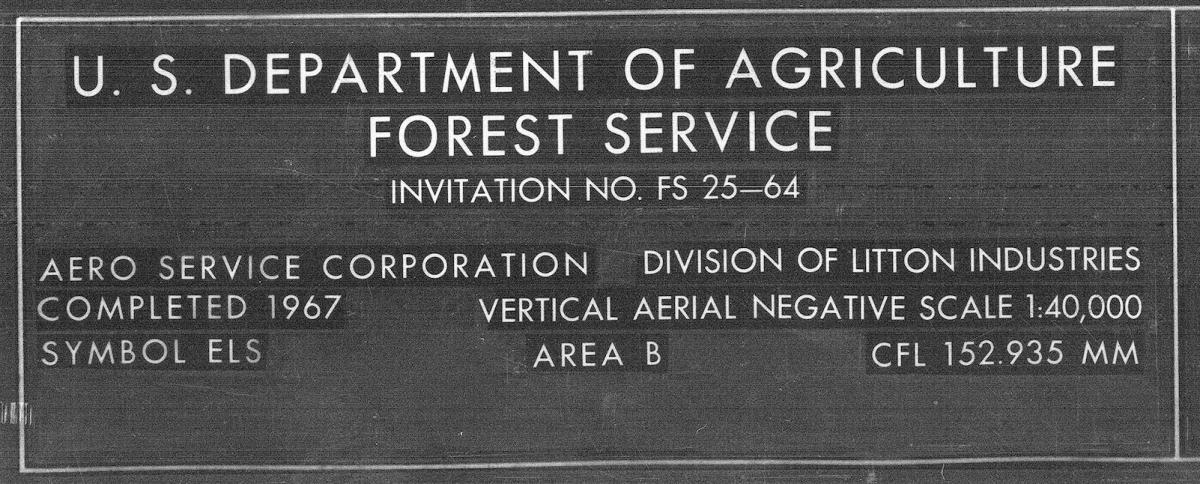 U. S. DEPARTMENT OF AGRICULTURE
FOREST SERVICE
INVITATION NO. FS 25—64
AERO SERVICE CORPORATION DIVISION OF LITTON INDUSTRIES
COMPLETED 1967 VERTICAL AERIAL NEGATIVE SCALE 1:40,000
SYMBOL ELS AREA B CFL 152.935 MM